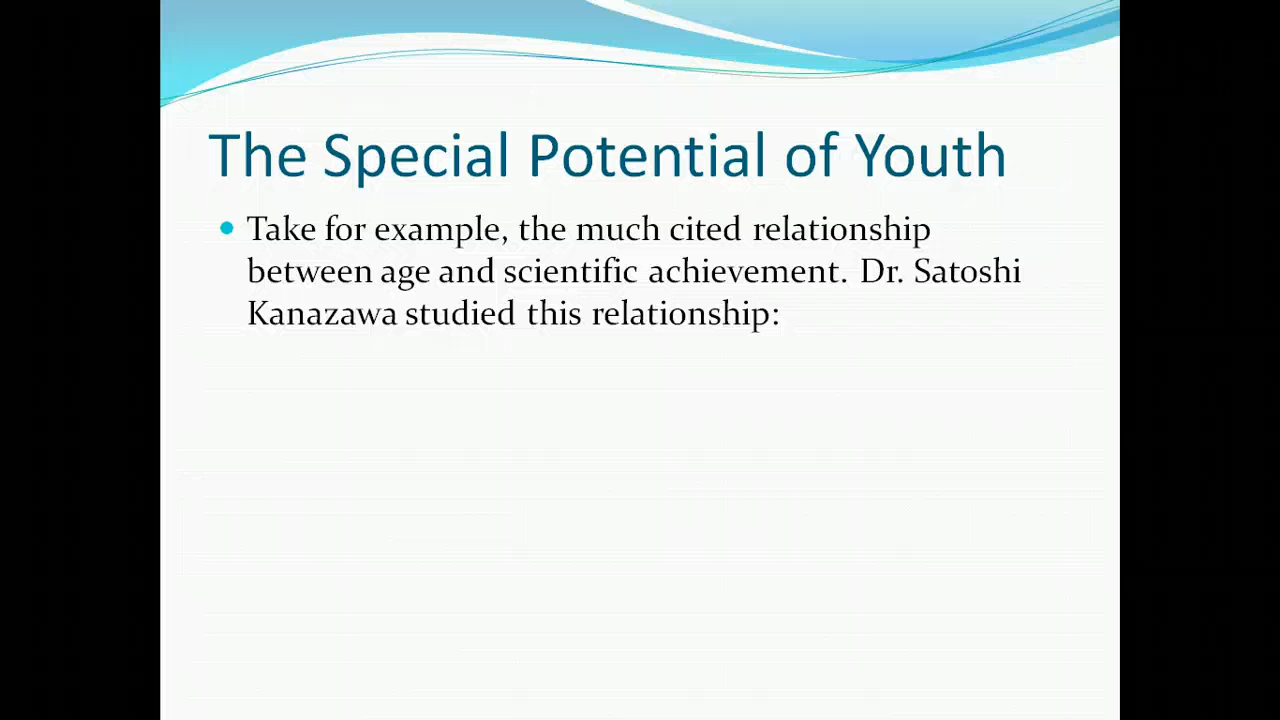 The Special Potential of Youth
Take for example, the much cited relationship
between age and scientific achievement. Dr. Satoshi
Kanazawa studied this relationship: